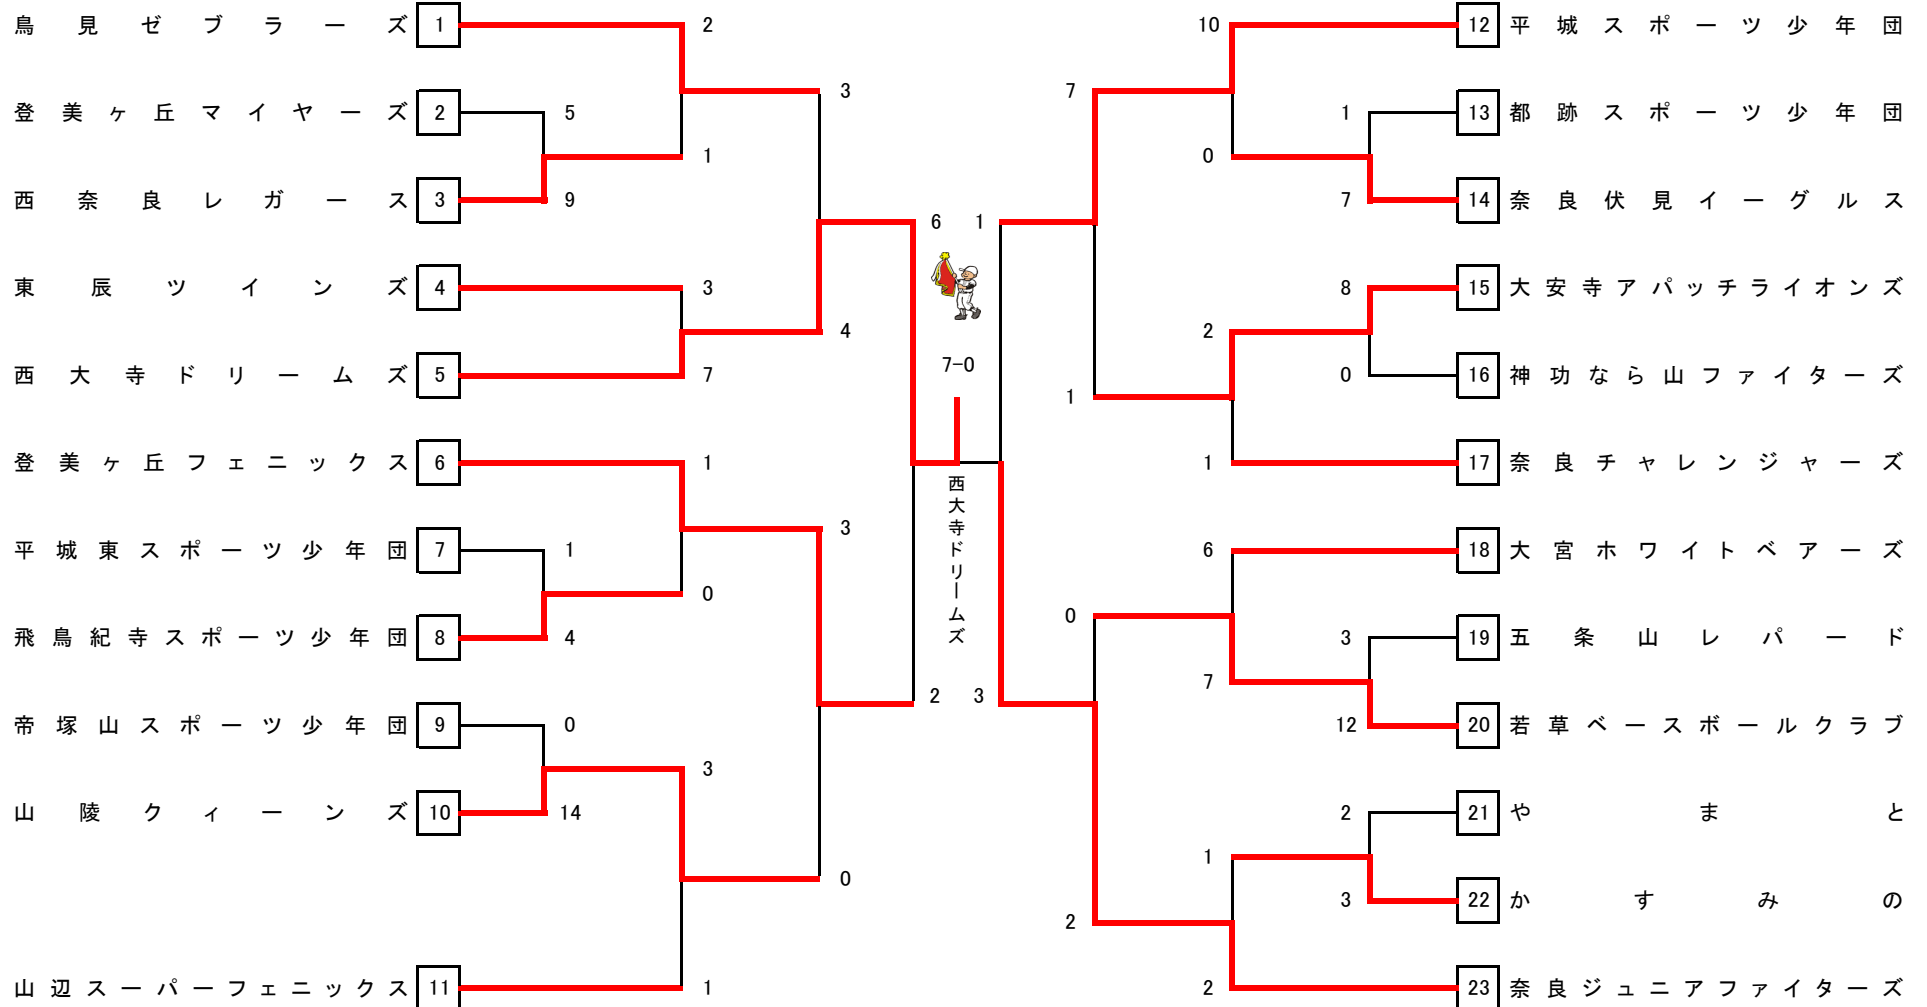 鳥見ゼブラーズ 1 2 10 12 平城スポーツ少年団
3 7
登美ヶ丘マイヤーズ 2 5 1 13 都跡スポーツ少年団
1 0
西奈良レガース 3 9 7 14 奈良伏見イーグルス
6 1
東辰ツインズ 4 3 8 15 大安寺アパッチライオンズ
4 2
7-0
西大寺ドリームズ 5 7 0 16 神功なら山ファイターズ
1
登美ヶ丘フェニックス 6 1 1 17 奈良チャレンジャーズ
西大寺ドリームズ
3
平城東スポーツ少年団 7 1 6 18 大宮ホワイトベアーズ
0 0
飛鳥紀寺スポーツ少年団 8 4 3 19 五条山レパード
2 3 7
帝塚山スポーツ少年団 9 0 12 20 若草ベースボールクラブ
3
山陵クィーンズ 10 14 2 21 やまと
1
0 3 22 かすみの
2
山辺スーパーフェニックス 11 1 2 23 奈良ジュニアファイターズ